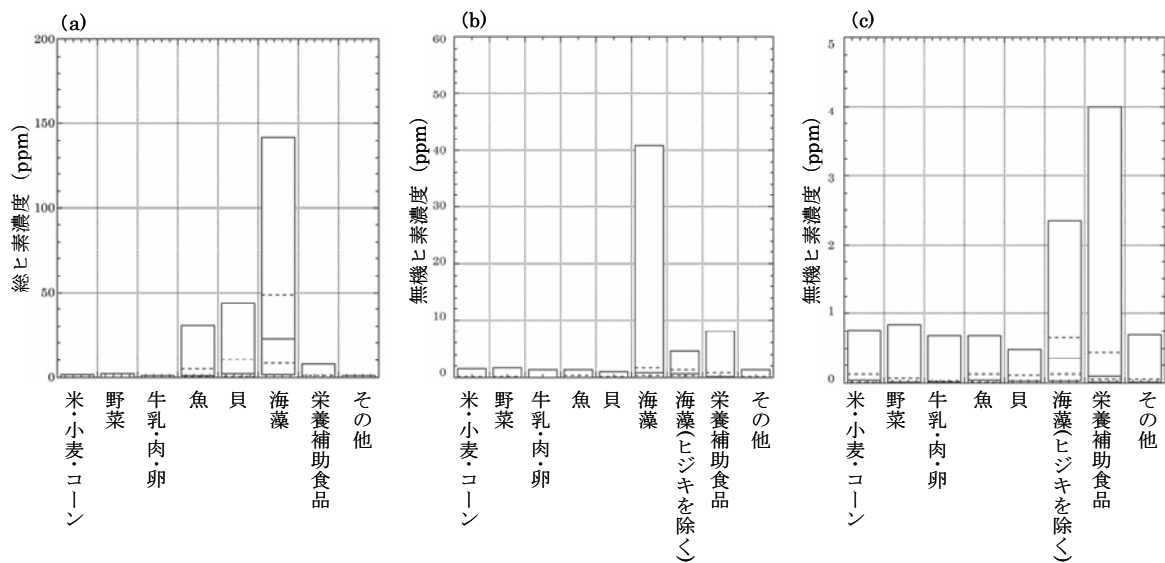 (a)
総ヒ素濃度 (ppm)
200
150
100
50
0
米・小麦・コーン
野菜
牛乳・肉・卵
魚
貝
海藻
栄養補助食品
その他
(b)
無機ヒ素濃度 (ppm)
60
50
40
30
20
10
0
米・小麦・コーン
野菜
牛乳・肉・卵
魚
貝
海藻
海藻(ヒジキを除く)
栄養補助食品
その他
(c)
無機ヒ素濃度 (ppm)
5
4
3
2
1
0
米・小麦・コーン
野菜
牛乳・肉・卵
魚
貝
海藻(ヒジキを除く)
栄養補助食品
その他